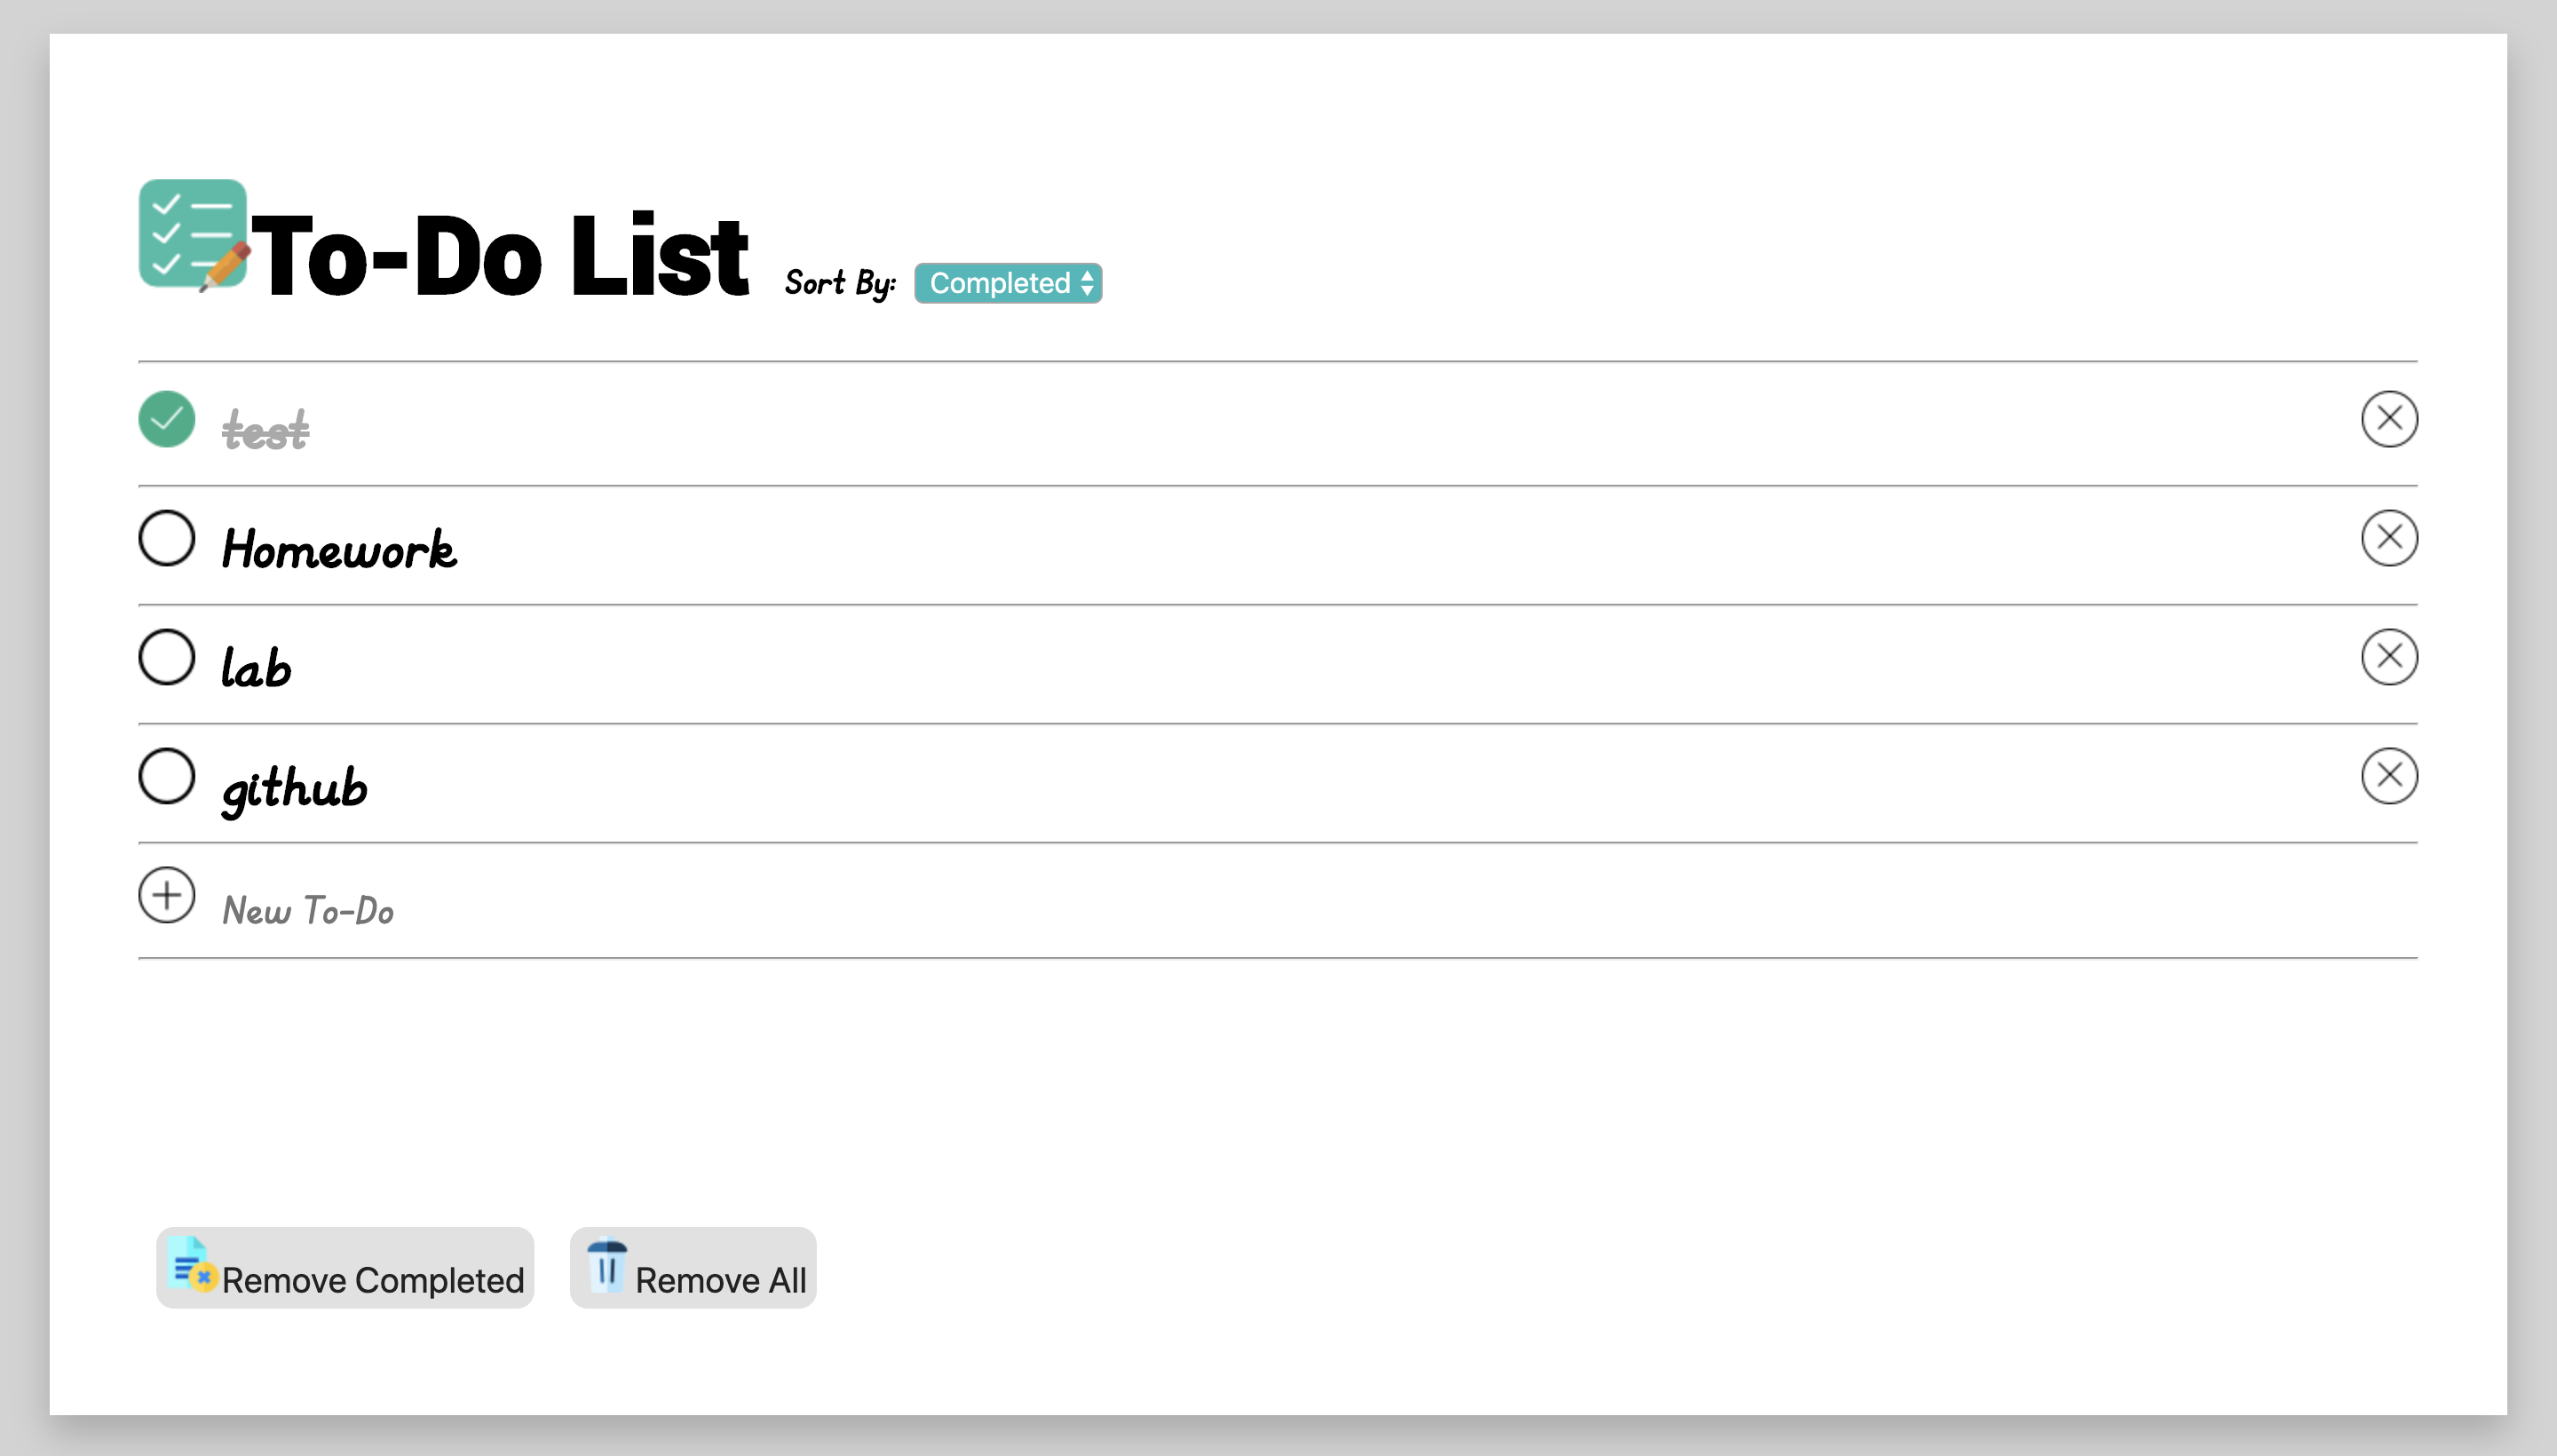 To-Do List Sort By: Completed
test
Homework
lab
github
New To-Do
Remove Completed Remove All